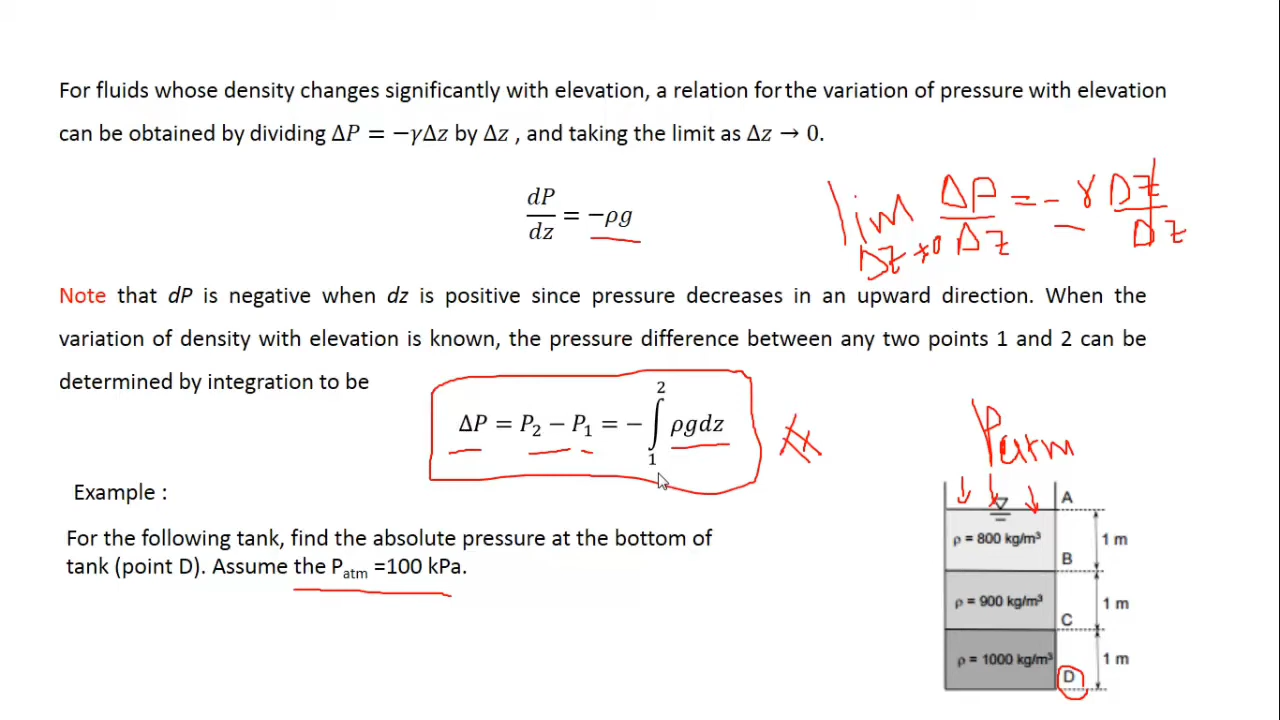 For fluids whose density changes significantly with elevation, a relation for the variation of pressure with elevation
can be obtained by dividing ΔP = −γΔz by Δz , and taking the limit as Δz → 0.
dP/dz = −ρg
lim Δz→0 ΔP/Δz = − γ Δz/Δz
Note that dP is negative when dz is positive since pressure decreases in an upward direction. When the
variation of density with elevation is known, the pressure difference between any two points 1 and 2 can be
determined by integration to be
ΔP = P₂ − P₁ = − ∫₁² ρgdz
Patm
Example :
For the following tank, find the absolute pressure at the bottom of
tank (point D). Assume the Patm =100 kPa.
A
ρ = 800 kg/m³ 1 m
B
ρ = 900 kg/m³ 1 m
C
ρ = 1000 kg/m³ 1 m
D